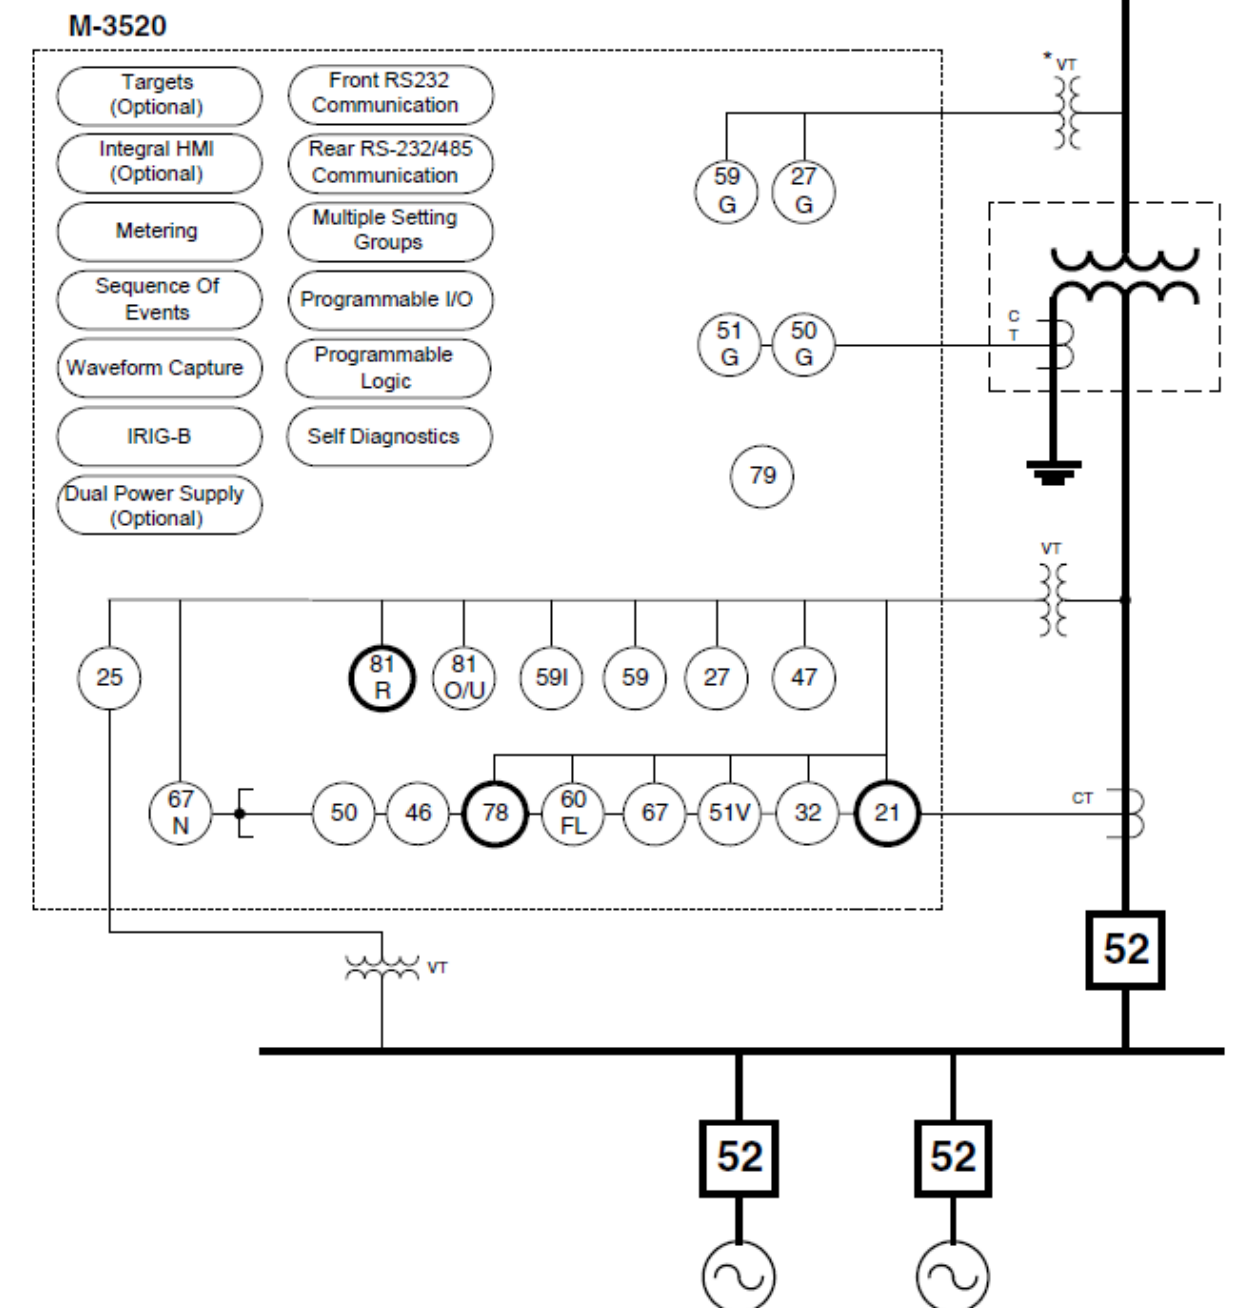 M-3520
Targets
(Optional)
Front RS232
Communication
Integral HMI
(Optional)
Rear RS-232/485
Communication
Metering
Multiple Setting
Groups
Sequence Of
Events
Programmable I/O
Waveform Capture
Programmable
Logic
IRIG-B
Self Diagnostics
Dual Power Supply
(Optional)
* VT
59
G
27
G
C
T
51
G
50
G
79
VT
25
81
R
81
O/U
59I
59
27
47
67
N
50
46
78
60
FL
67
51V
32
21
CT
52
VT
52
52